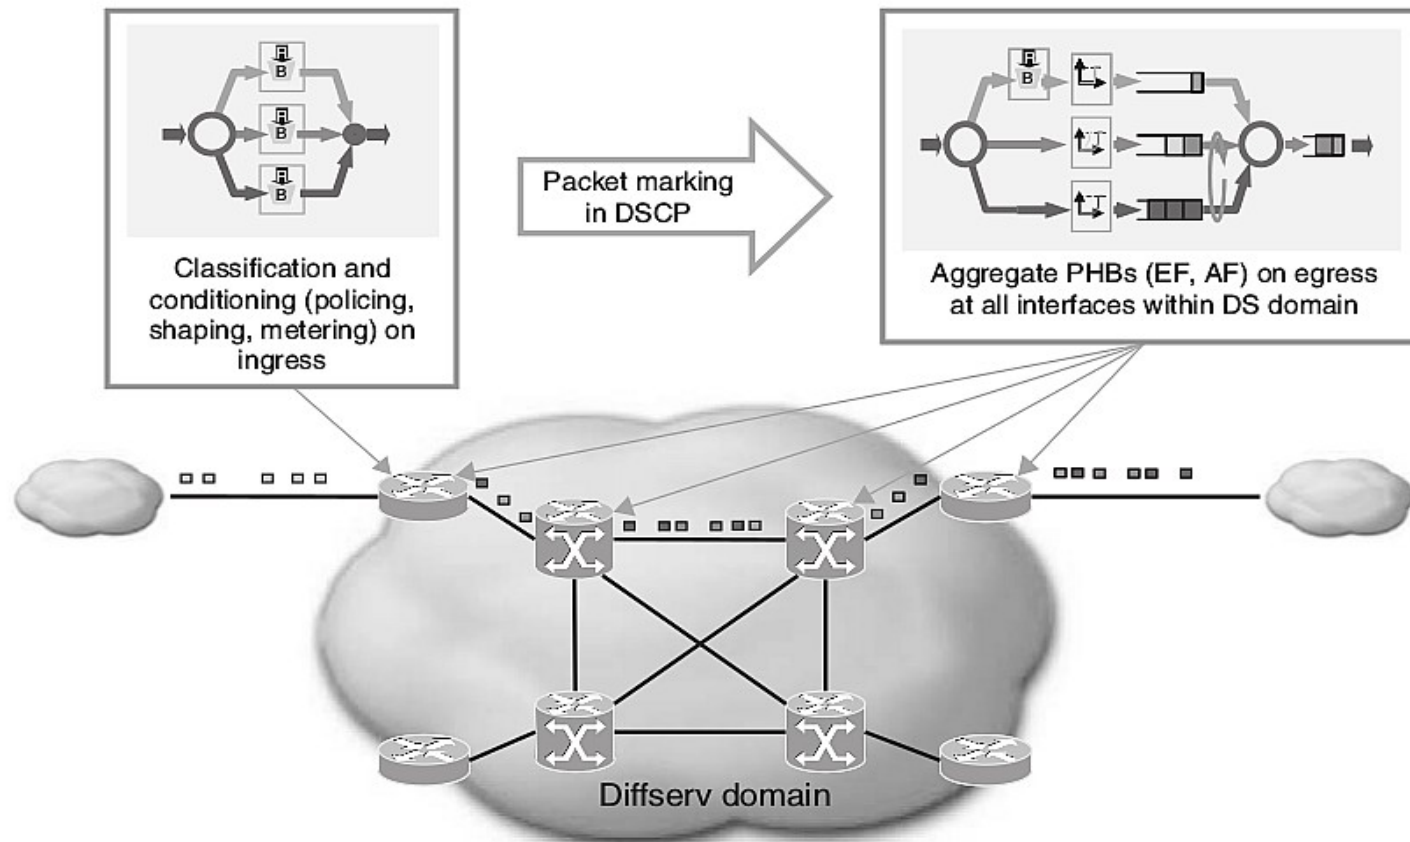 B
B
B
Classification and
conditioning (policing,
shaping, metering) on
ingress
Packet marking
in DSCP
B
Aggregate PHBs (EF, AF) on egress
at all interfaces within DS domain
Diffserv domain